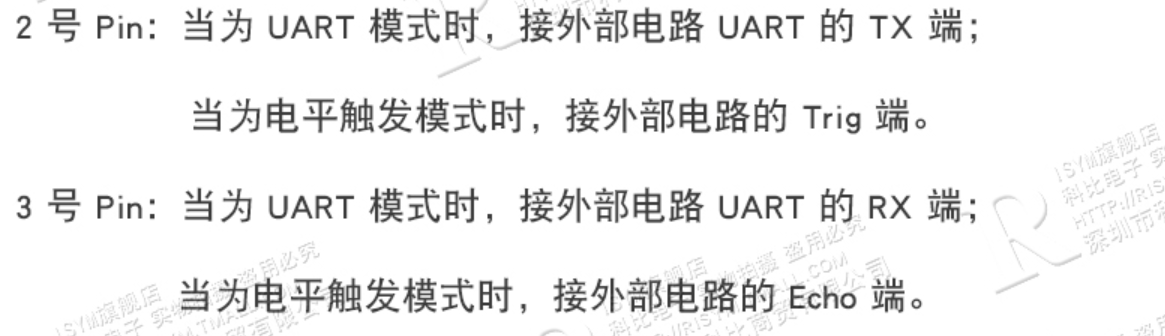 2 号 Pin：当为 UART 模式时，接外部电路 UART 的 TX 端；
当为电平触发模式时，接外部电路的 Trig 端。
3 号 Pin：当为 UART 模式时，接外部电路 UART 的 RX 端；
当为电平触发模式时，接外部电路的 Echo 端。